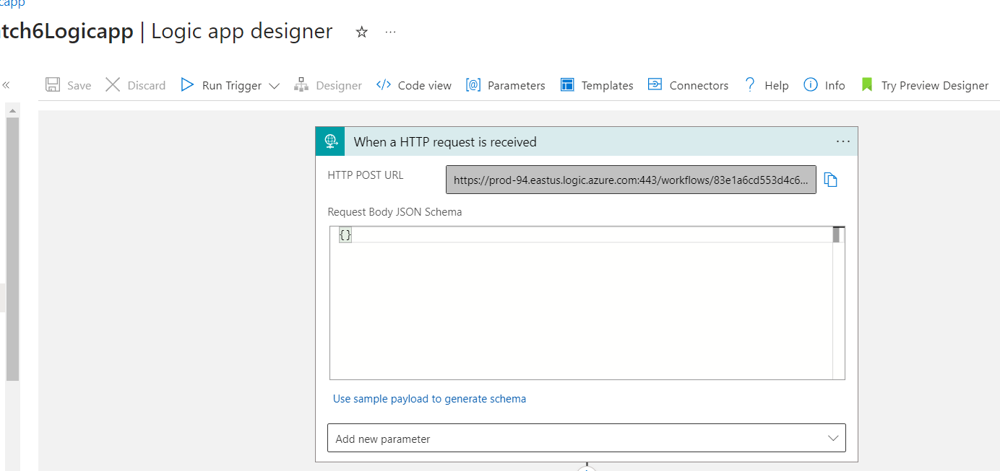 capp
tch6Logicapp | Logic app designer ☆ ...
« Save Discard Run Trigger Designer </> Code view [@] Parameters Templates Connectors ? Help Info Try Preview Designer
When a HTTP request is received ...
HTTP POST URL https://prod-94.eastus.logic.azure.com:443/workflows/83e1a6cd553d4c6...
Request Body JSON Schema
{}
Use sample payload to generate schema
Add new parameter